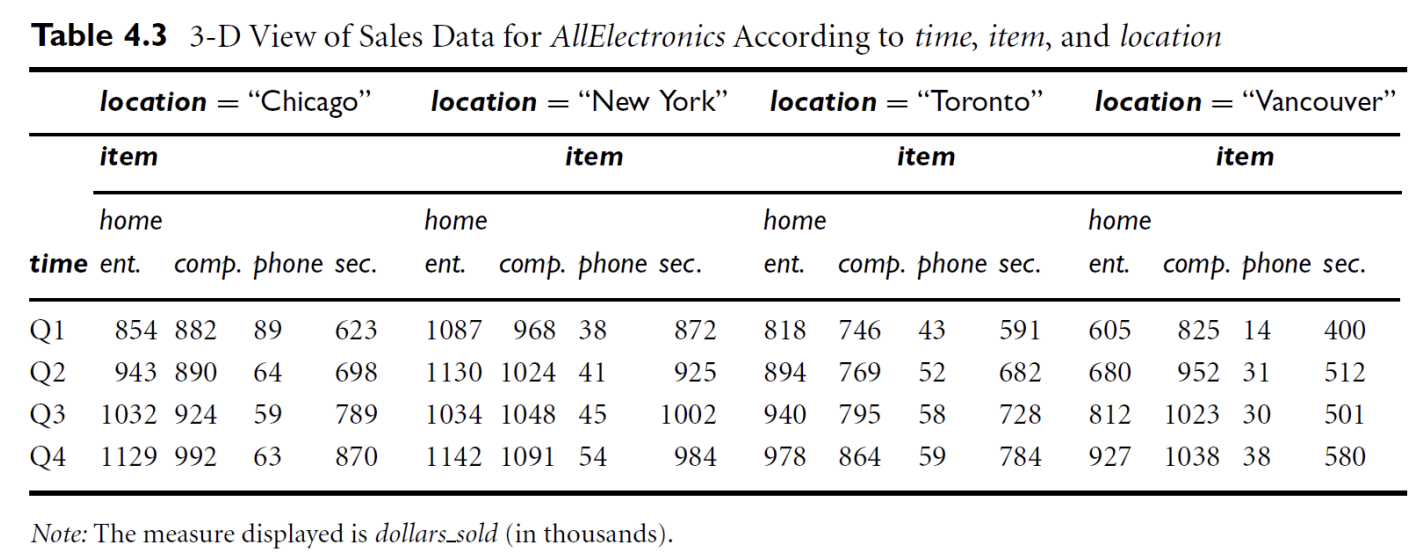 Table 4.3 3-D View of Sales Data for AllElectronics According to time, item, and location
location = “Chicago” location = “New York” location = “Toronto” location = “Vancouver”
item item item item
home home home home
time ent. comp. phone sec. ent. comp. phone sec. ent. comp. phone sec. ent. comp. phone sec.
Q1 854 882 89 623 1087 968 38 872 818 746 43 591 605 825 14 400
Q2 943 890 64 698 1130 1024 41 925 894 769 52 682 680 952 31 512
Q3 1032 924 59 789 1034 1048 45 1002 940 795 58 728 812 1023 30 501
Q4 1129 992 63 870 1142 1091 54 984 978 864 59 784 927 1038 38 580
Note: The measure displayed is dollars_sold (in thousands).